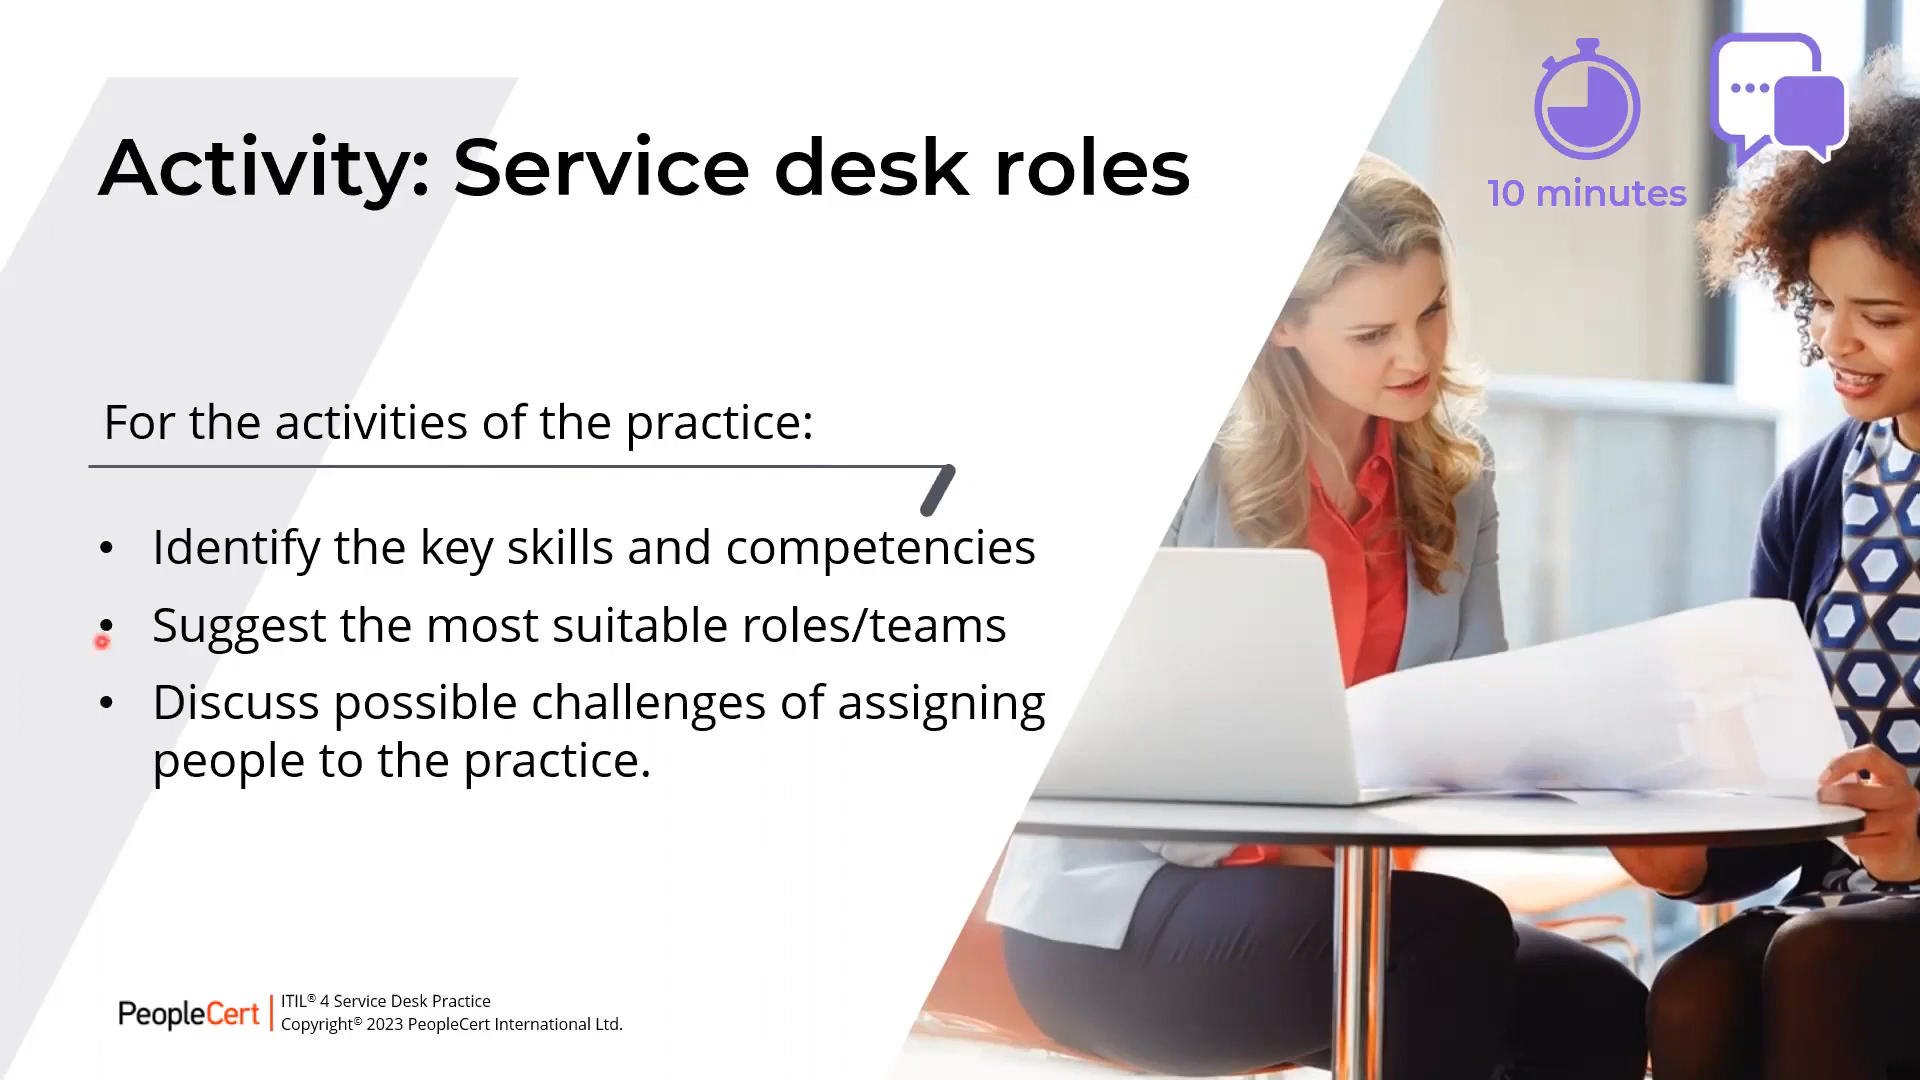 Activity: Service desk roles
10 minutes
For the activities of the practice:
• Identify the key skills and competencies
• Suggest the most suitable roles/teams
• Discuss possible challenges of assigning
people to the practice.
PeopleCert
ITIL® 4 Service Desk Practice
Copyright© 2023 PeopleCert International Ltd.